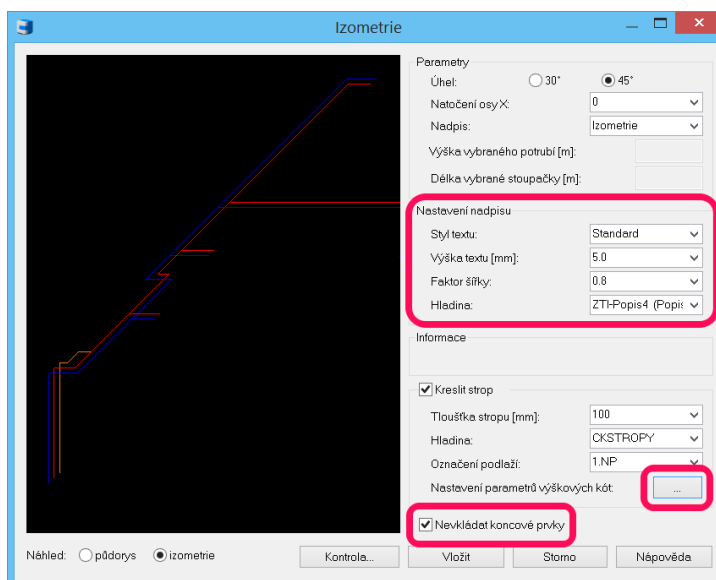 Izometrie
Parametry
Úhel: 30° 45°
Natočení osy X: 0
Nadpis: Izometrie
Výška vybraného potrubí [m]:
Délka vybrané stoupačky [m]:
Nastavení nadpisu
Styl textu: Standard
Výška textu [mm]: 5.0
Faktor šířky: 0.8
Hladina: ZTI-Popis4 (Popis
Informace
Kreslit strop
Tloušťka stropu [mm]: 100
Hladina: CKSTROPY
Označení podlaží: 1.NP
Nastavení parametrů výškových kót: ...
Nevkládat koncové prvky
Náhled: půdorys izometrie Kontrola... Vložit Storno Nápověda